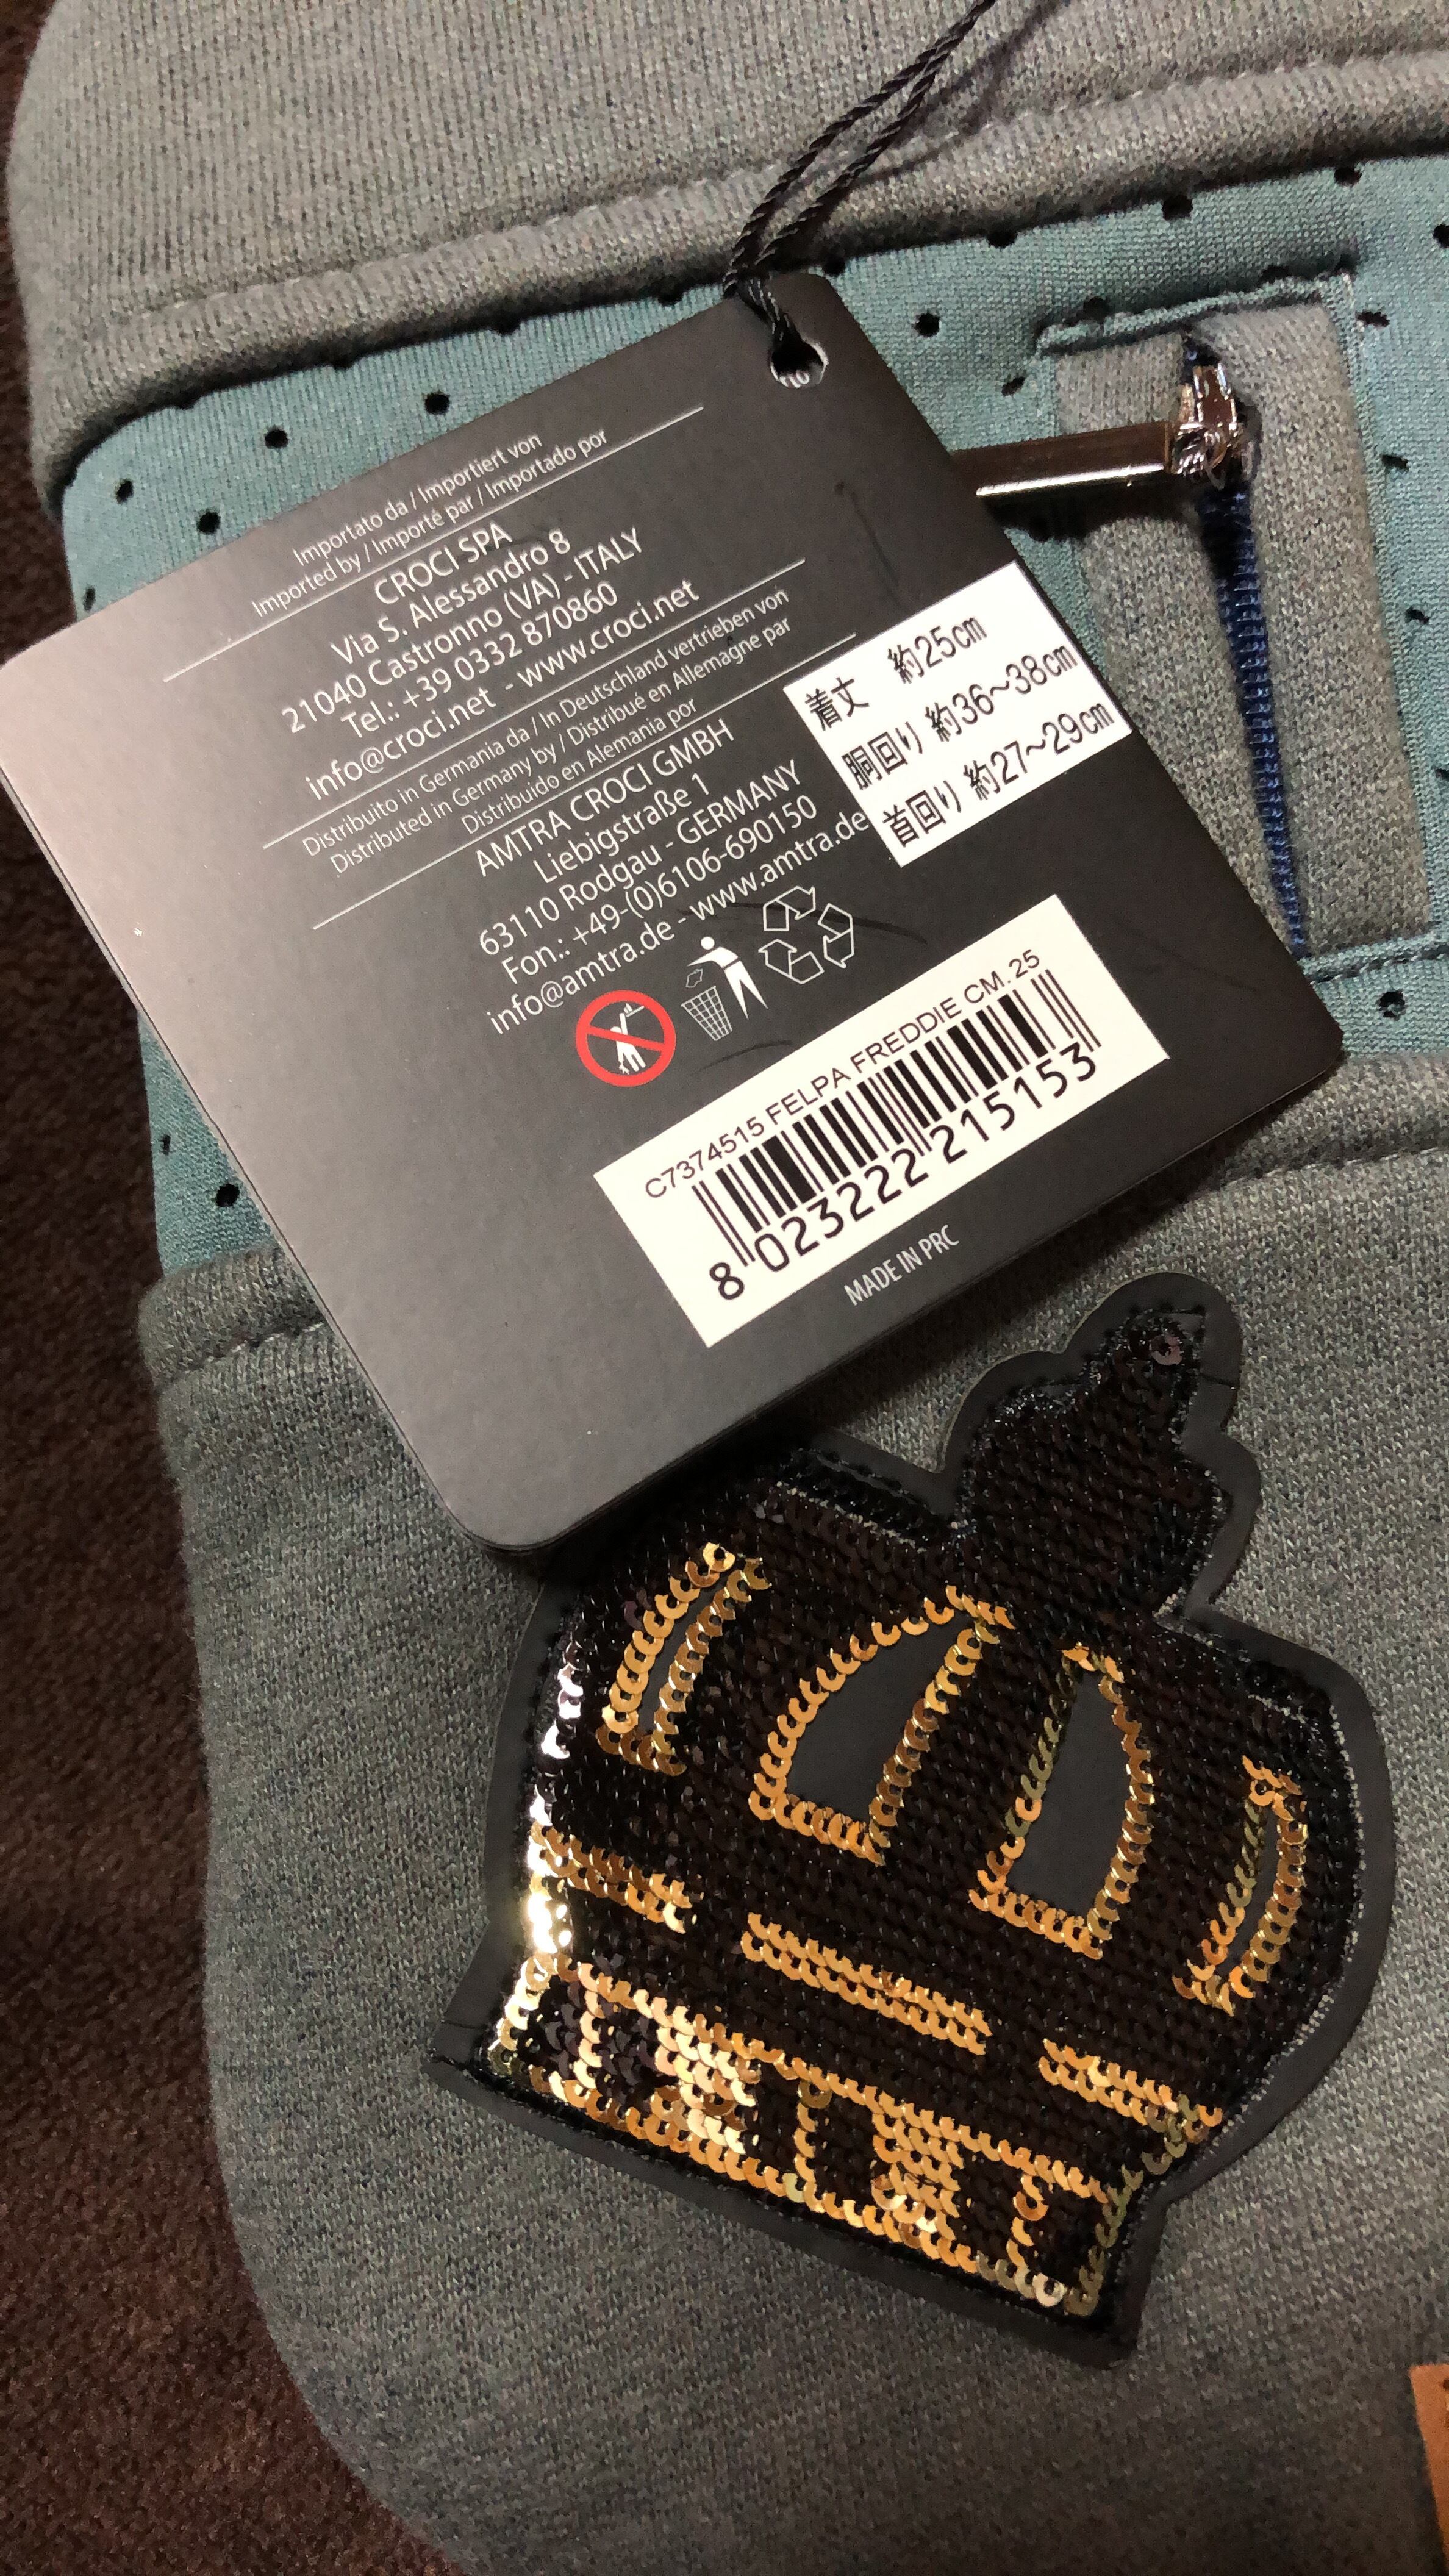 Importato da / Importiert von
Imported by / Importé par / Importado por
CROCI SPA
Via S. Alessandro 8
21040 Castronno (VA) - ITALY
Tel.: +39 0332 870860
info@croci.net - www.croci.net
Distribuito in Germania da / In Deutschland vertrieben von
Distributed in Germany by / Distribué en Allemagne par
Distribuido en Alemania por
AMTRA CROCI GMBH
Liebigstraße 1
63110 Rodgau - GERMANY
Fon.: +49-(0)6106-690150
info@amtra.de - www.amtra.de
着丈 約25cm
胴回り 約36~38cm
首回り 約27~29cm
C7374515 FELPA FREDDIE CM. 25
8 023222 215153
MADE IN PRC